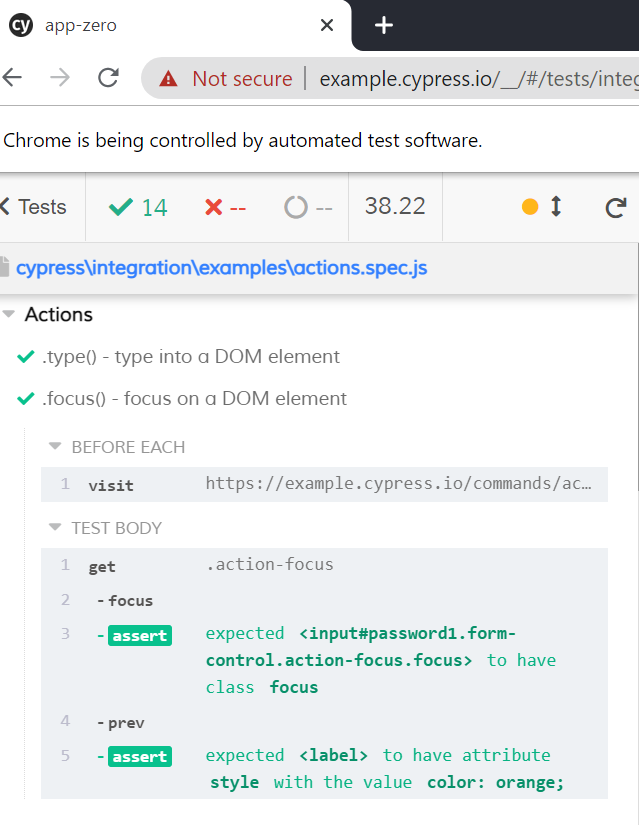 cy app-zero
Not secure example.cypress.io/__/#/tests/integ
Chrome is being controlled by automated test software.
Tests 14 -- -- 38.22
cypress\integration\examples\actions.spec.js
Actions
.type() - type into a DOM element
.focus() - focus on a DOM element
BEFORE EACH
1 visit https://example.cypress.io/commands/ac...
TEST BODY
1 get .action-focus
2 -focus
3 -assert expected <input#password1.form-
control.action-focus.focus> to have
class focus
4 -prev
5 -assert expected <label> to have attribute
style with the value color: orange;